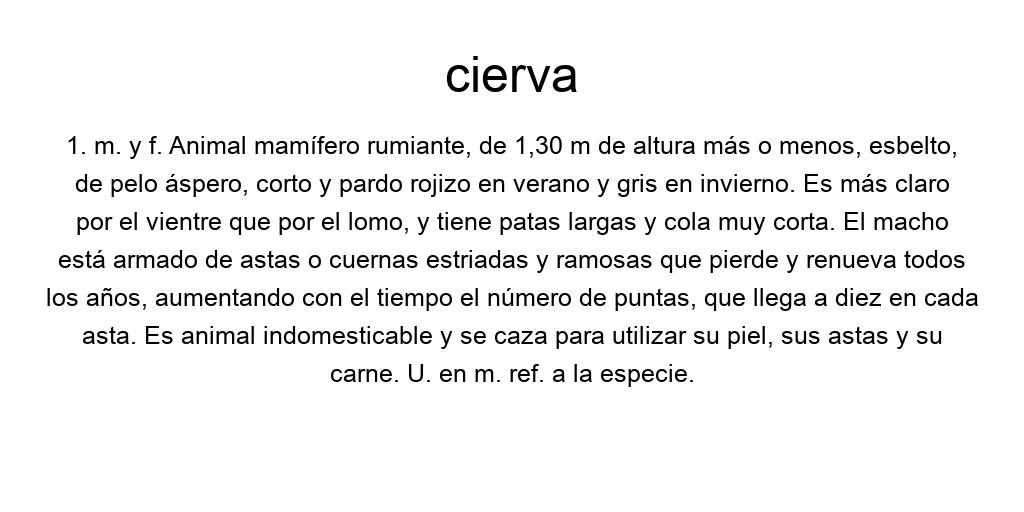 cierva
1. m. y f. Animal mamífero rumiante, de 1,30 m de altura más o menos, esbelto,
de pelo áspero, corto y pardo rojizo en verano y gris en invierno. Es más claro
por el vientre que por el lomo, y tiene patas largas y cola muy corta. El macho
está armado de astas o cuernas estriadas y ramosas que pierde y renueva todos
los años, aumentando con el tiempo el número de puntas, que llega a diez en cada
asta. Es animal indomesticable y se caza para utilizar su piel, sus astas y su
carne. U. en m. ref. a la especie.